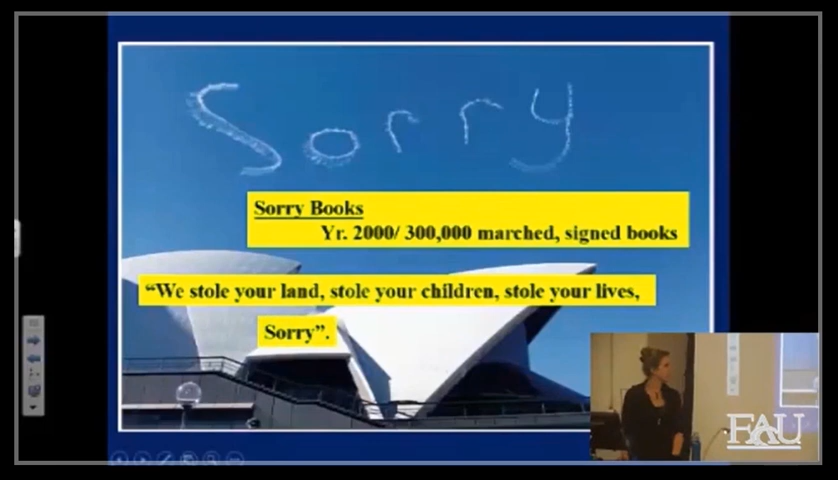 Sorry
Sorry Books
Yr. 2000/ 300,000 marched, signed books
“We stole your land, stole your children, stole your lives,
Sorry”.
FAU